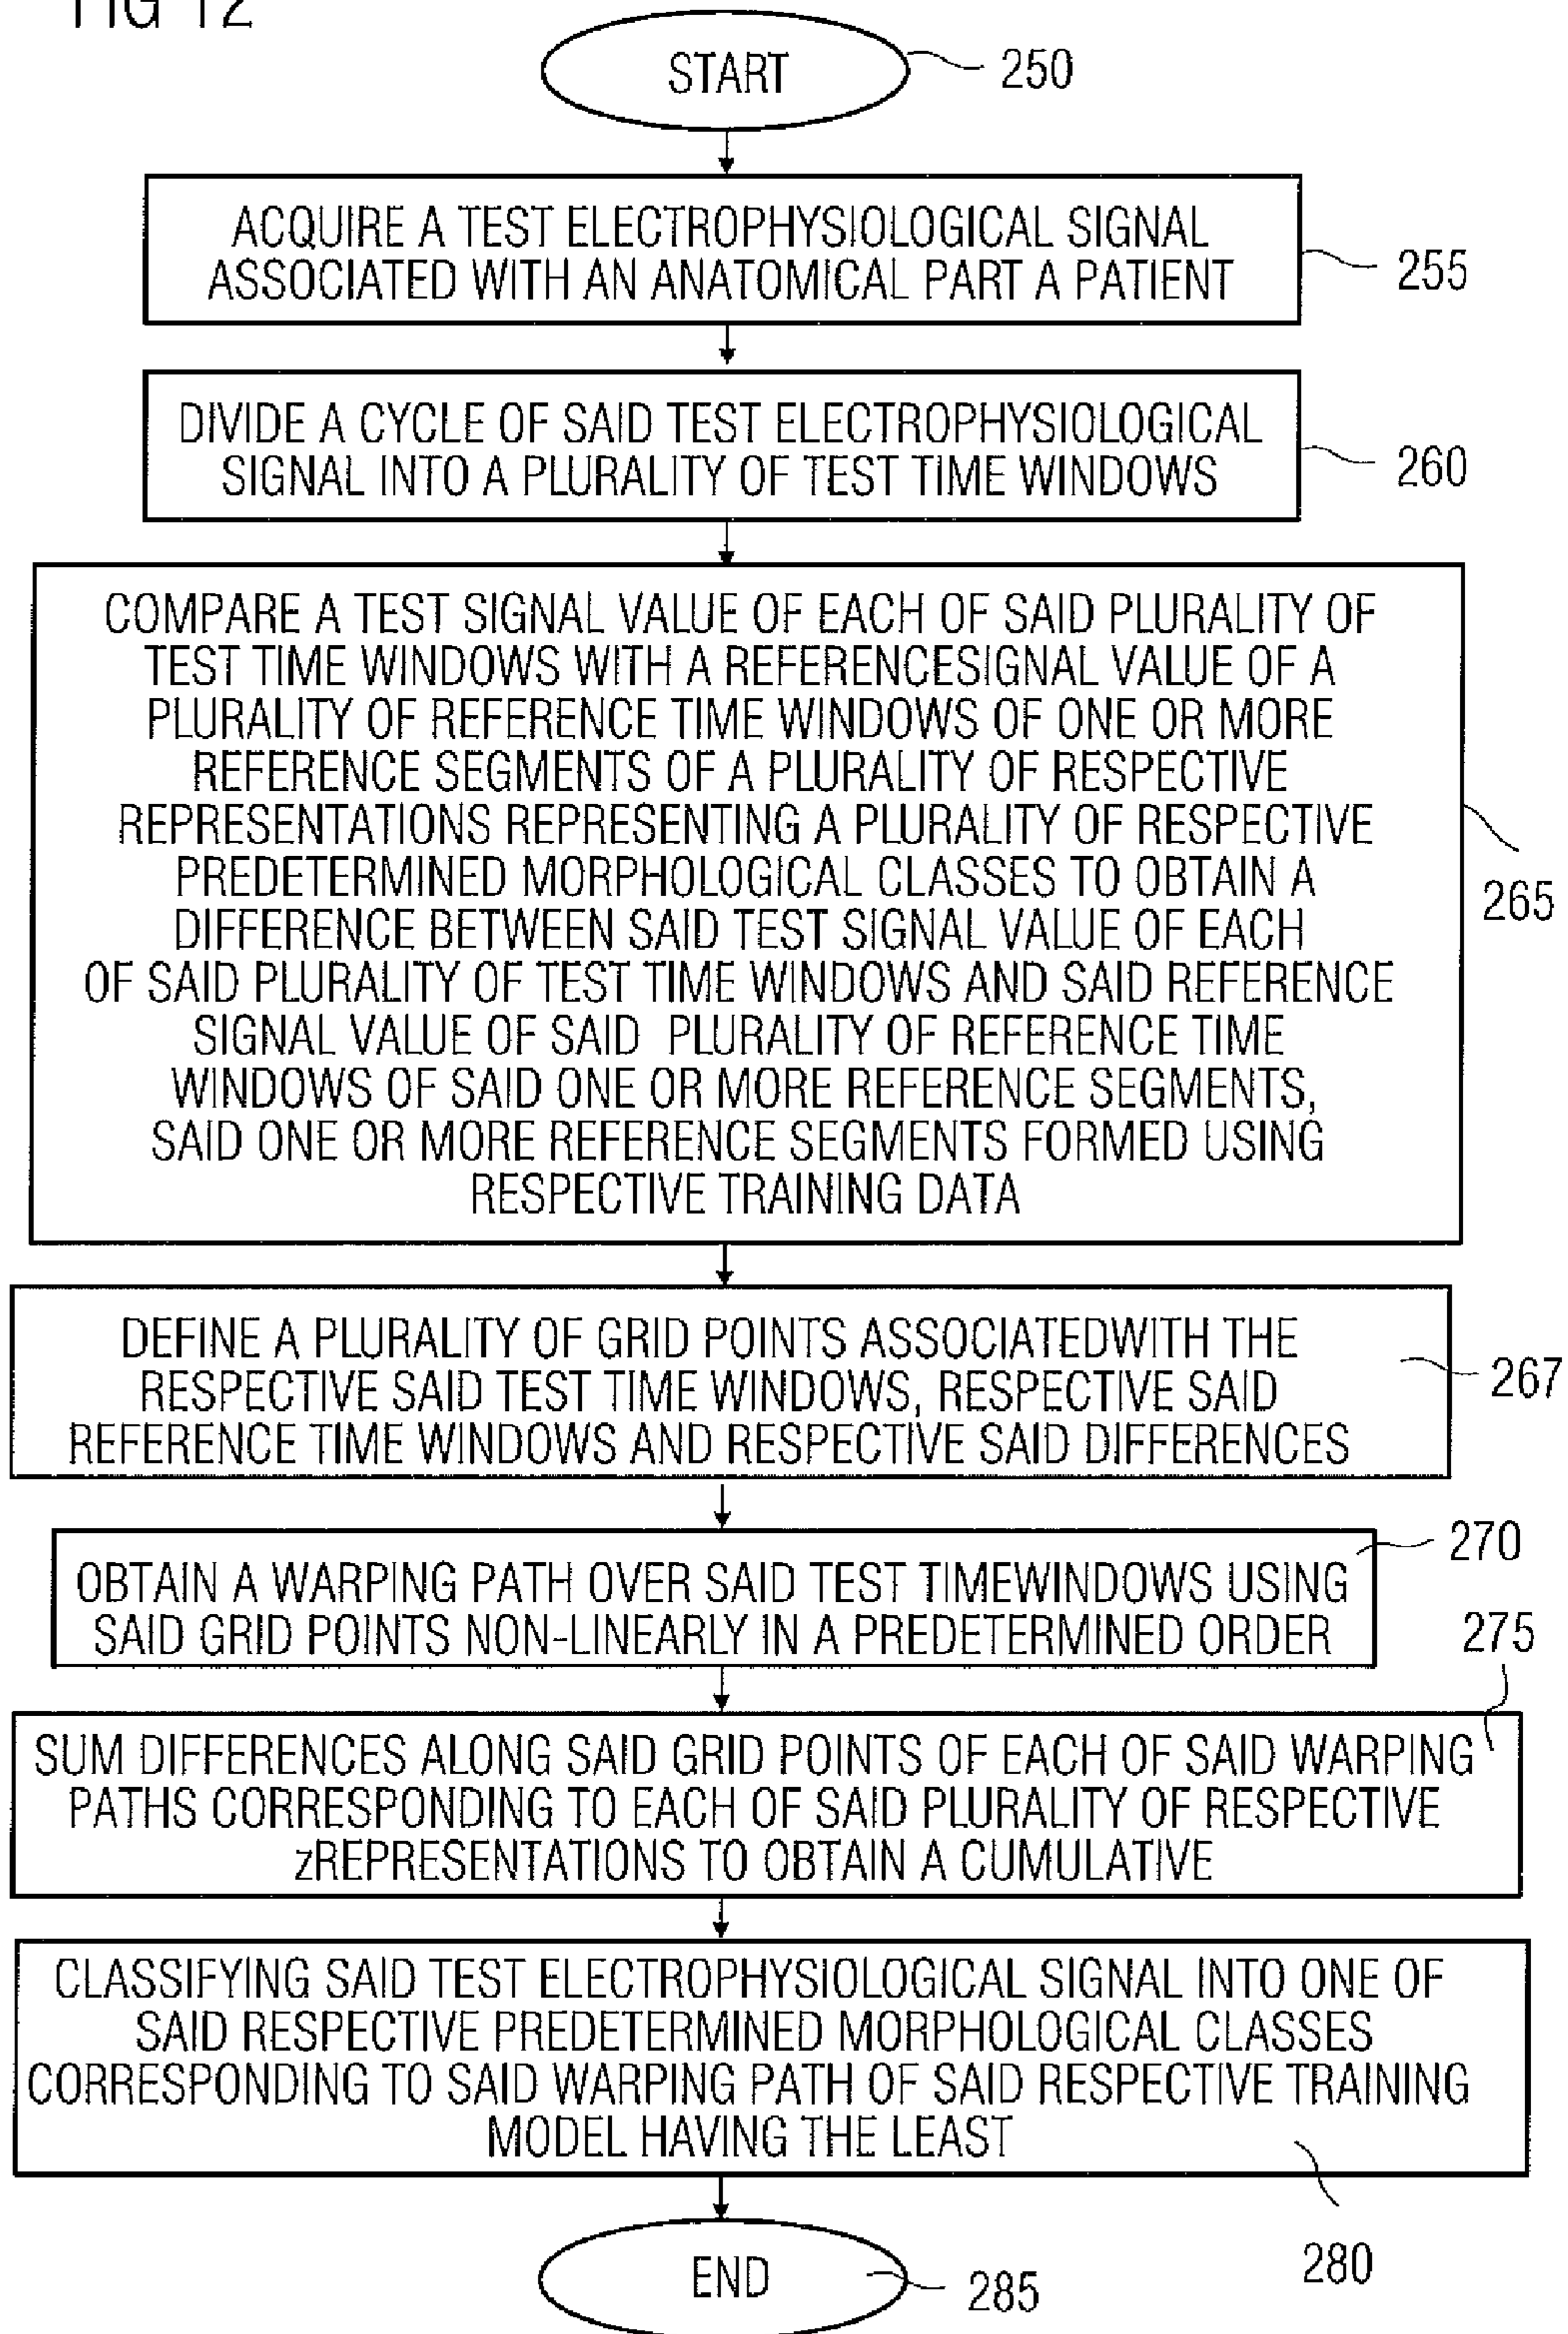 FIG 12
START
250
ACQUIRE A TEST ELECTROPHYSIOLOGICAL SIGNAL
ASSOCIATED WITH AN ANATOMICAL PART A PATIENT
255
DIVIDE A CYCLE OF SAID TEST ELECTROPHYSIOLOGICAL
SIGNAL INTO A PLURALITY OF TEST TIME WINDOWS
260
COMPARE A TEST SIGNAL VALUE OF EACH OF SAID PLURALITY OF
TEST TIME WINDOWS WITH A REFERENCESIGNAL VALUE OF A
PLURALITY OF REFERENCE TIME WINDOWS OF ONE OR MORE
REFERENCE SEGMENTS OF A PLURALITY OF RESPECTIVE
REPRESENTATIONS REPRESENTING A PLURALITY OF RESPECTIVE
PREDETERMINED MORPHOLOGICAL CLASSES TO OBTAIN A
DIFFERENCE BETWEEN SAID TEST SIGNAL VALUE OF EACH
OF SAID PLURALITY OF TEST TIME WINDOWS AND SAID REFERENCE
SIGNAL VALUE OF SAID PLURALITY OF REFERENCE TIME
WINDOWS OF SAID ONE OR MORE REFERENCE SEGMENTS,
SAID ONE OR MORE REFERENCE SEGMENTS FORMED USING
RESPECTIVE TRAINING DATA
265
DEFINE A PLURALITY OF GRID POINTS ASSOCIATEDWITH THE
RESPECTIVE SAID TEST TIME WINDOWS, RESPECTIVE SAID
REFERENCE TIME WINDOWS AND RESPECTIVE SAID DIFFERENCES
267
OBTAIN A WARPING PATH OVER SAID TEST TIMEWINDOWS USING
SAID GRID POINTS NON-LINEARLY IN A PREDETERMINED ORDER
270
275
SUM DIFFERENCES ALONG SAID GRID POINTS OF EACH OF SAID WARPING
PATHS CORRESPONDING TO EACH OF SAID PLURALITY OF RESPECTIVE
zREPRESENTATIONS TO OBTAIN A CUMULATIVE
CLASSIFYING SAID TEST ELECTROPHYSIOLOGICAL SIGNAL INTO ONE OF
SAID RESPECTIVE PREDETERMINED MORPHOLOGICAL CLASSES
CORRESPONDING TO SAID WARPING PATH OF SAID RESPECTIVE TRAINING
MODEL HAVING THE LEAST
280
END
285